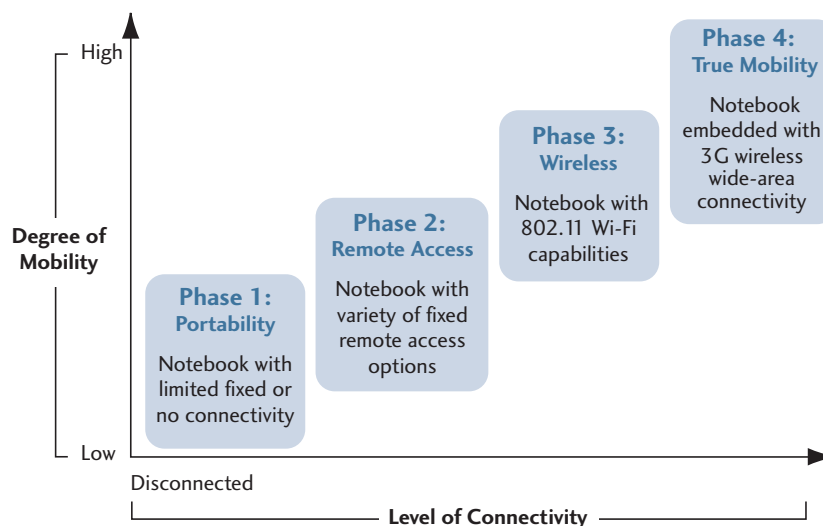 High
Degree of
Mobility
Low
Phase 1:
Portability
Notebook with
limited fixed or
no connectivity
Phase 2:
Remote Access
Notebook with
variety of fixed
remote access
options
Phase 3:
Wireless
Notebook with
802.11 Wi-Fi
capabilities
Phase 4:
True Mobility
Notebook
embedded with
3G wireless
wide-area
connectivity
Disconnected
Level of Connectivity